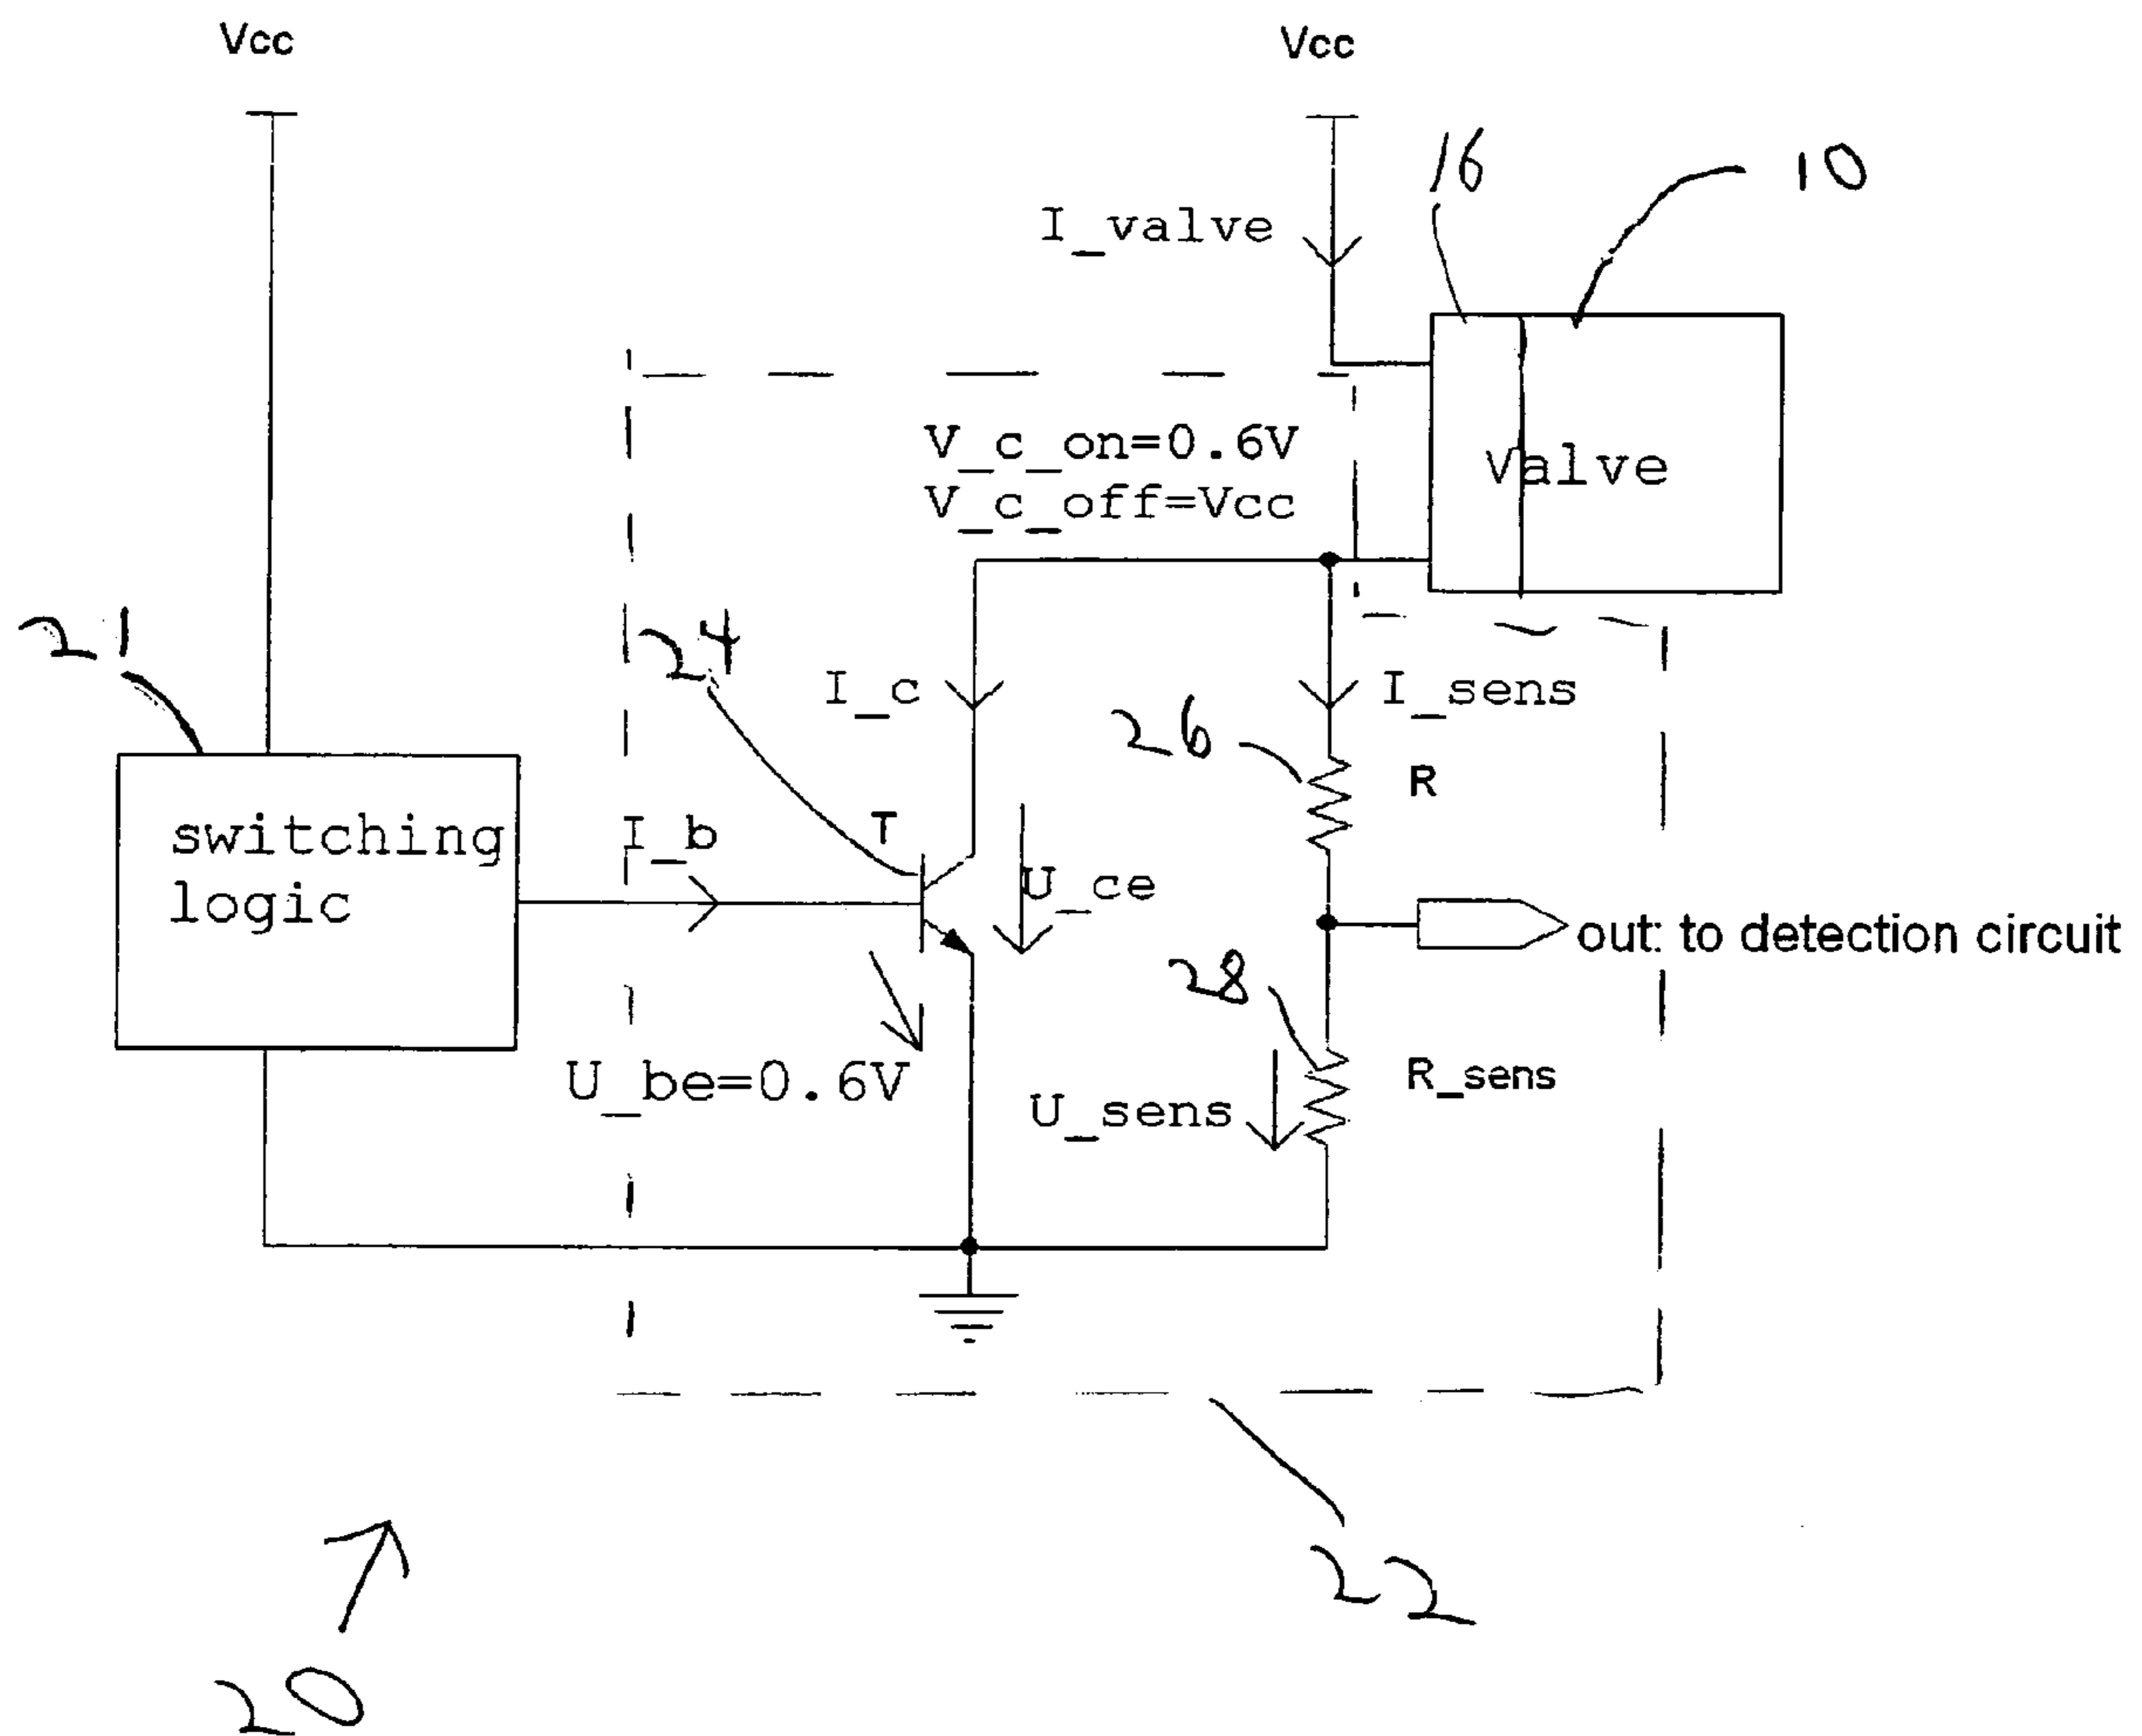 Vcc
Vcc
16
10
I_valve
V_c_on=0.6V
V_c_off=Vcc
Valve
21
24
I_c
I_sens
26
R
switching
logic
I_b
T
U_ce
out: to detection circuit
28
U_be=0.6V
R_sens
U_sens
22
20